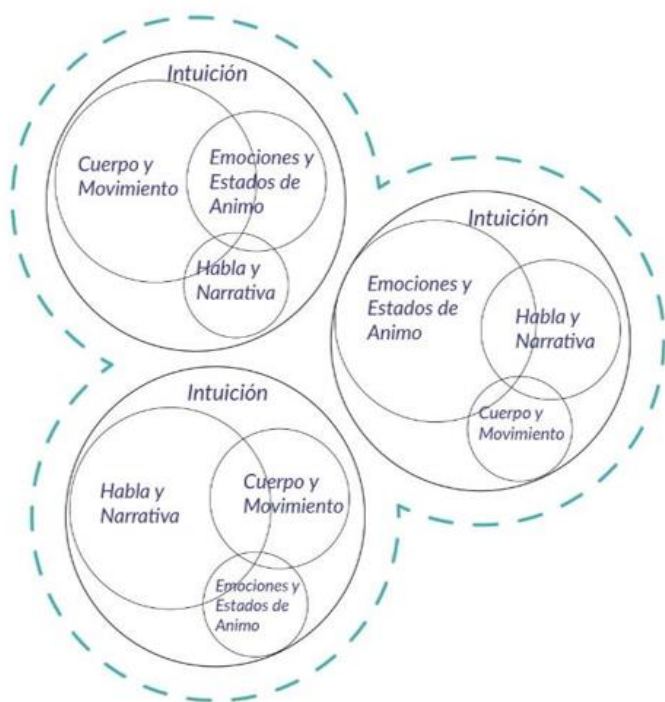 Intuición
Cuerpo y
Movimiento
Emociones y
Estados de
Animo
Habla y
Narrativa
Intuición
Emociones y
Estados de
Animo
Habla y
Narrativa
Cuerpo y
Movimiento
Intuición
Habla y
Narrativa
Cuerpo y
Movimiento
Emociones y
Estados de
Animo